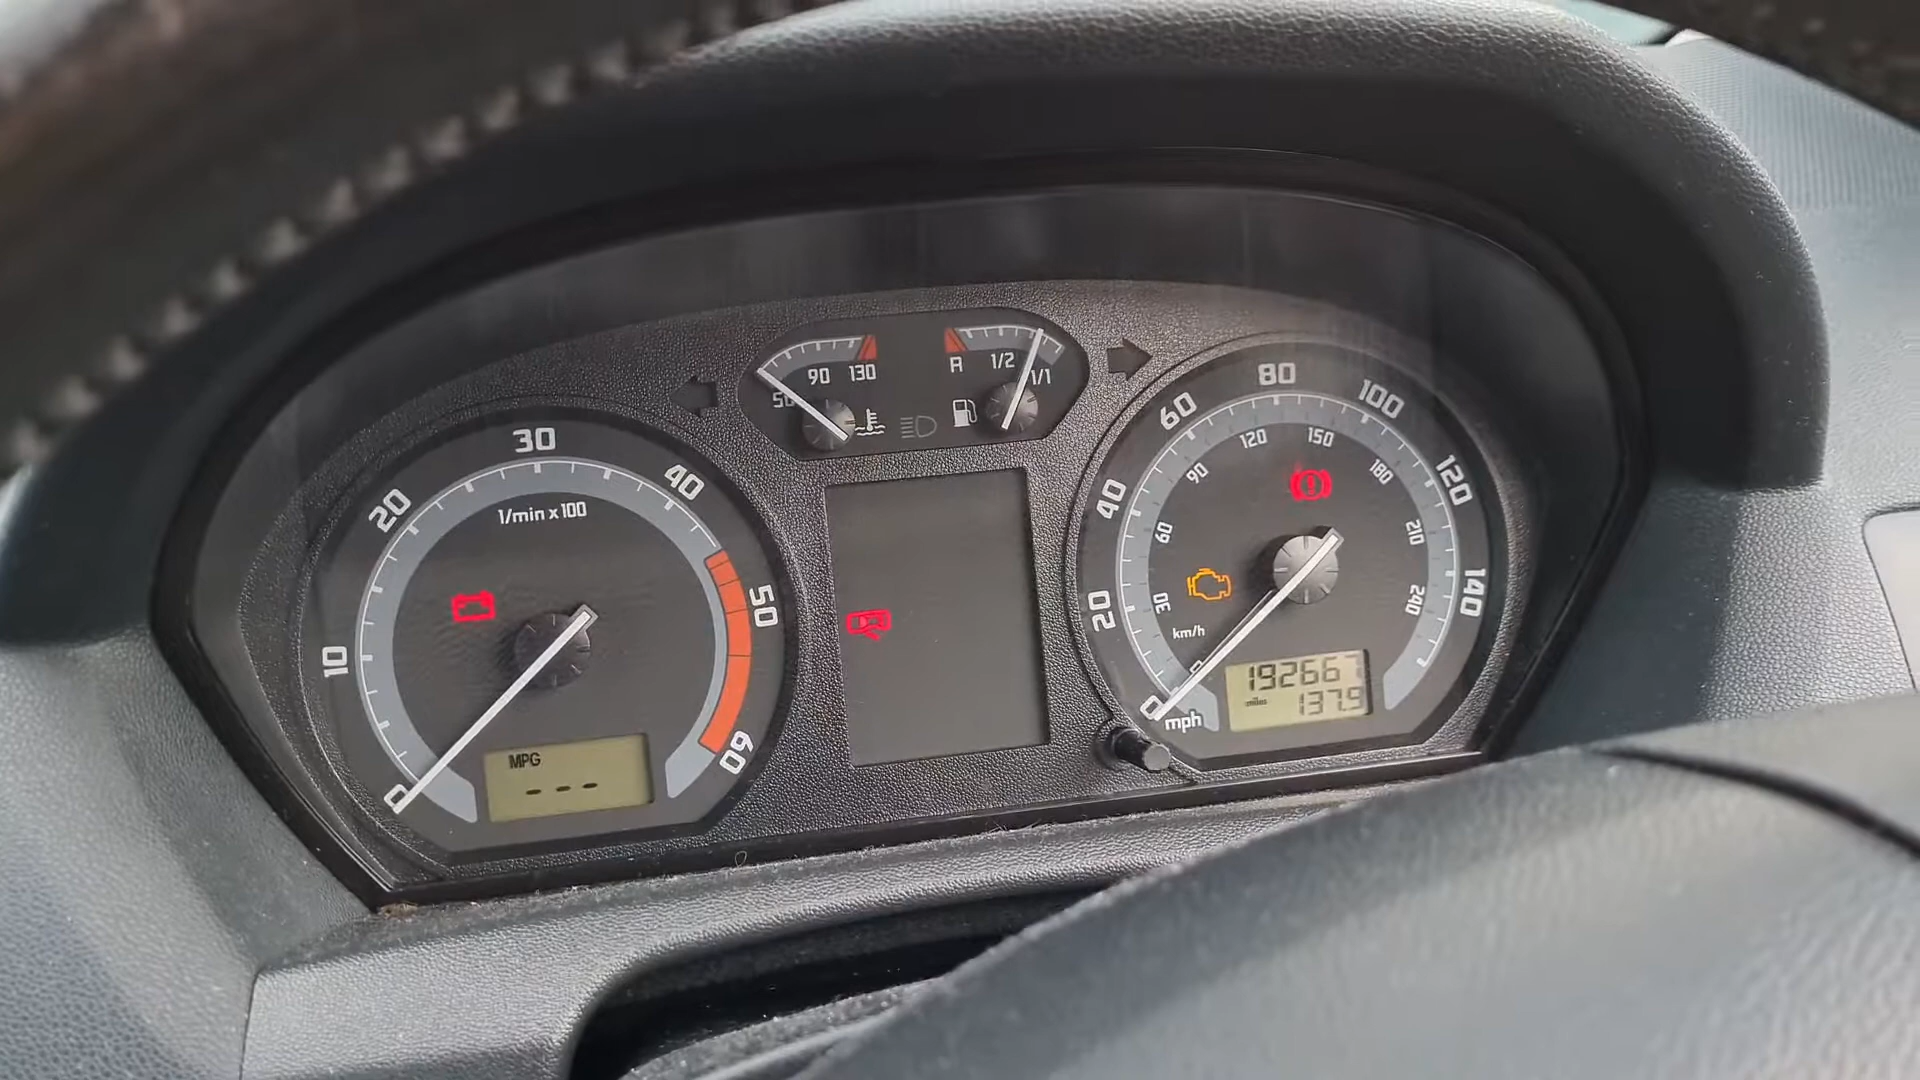 50 90 130
A 1/2 1/1
0 10 20 30 40 50 60
1/min x 100
MPG
---
0 20 40 60 80 100 120 140
30 60 90 120 150 180 210 240
km/h
mph
192667
miles 137.9